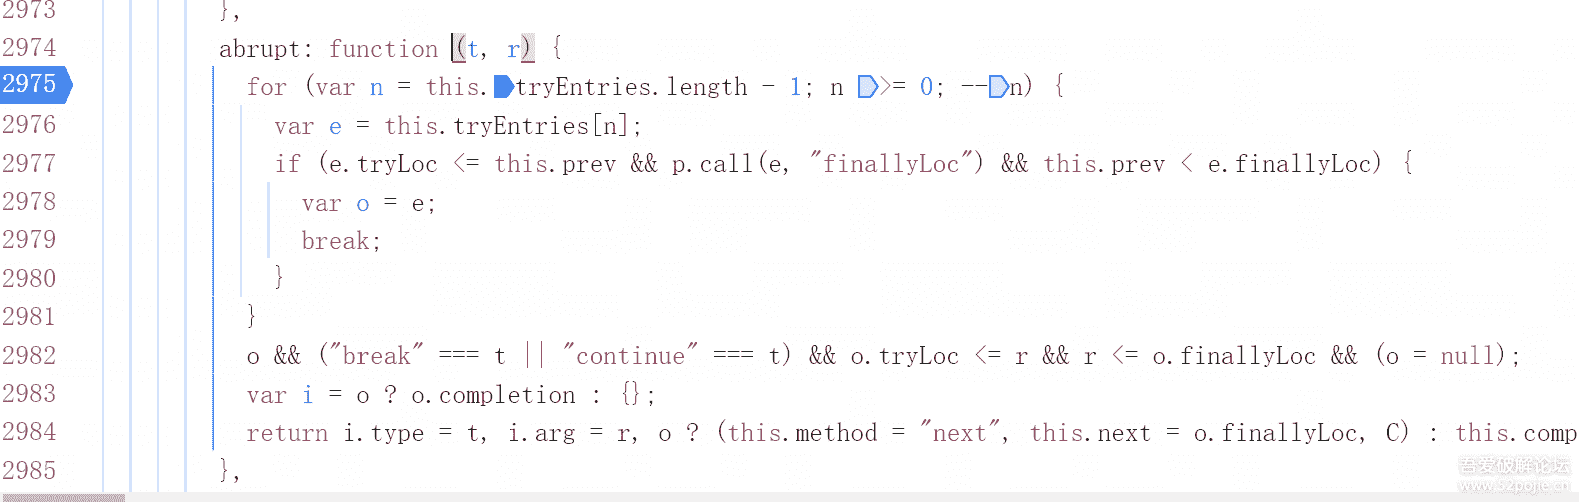 2973 },
2974 abrupt: function (t, r) {
2975 for (var n = this.tryEntries.length - 1; n >= 0; --n) {
2976 var e = this.tryEntries[n];
2977 if (e.tryLoc <= this.prev && p.call(e, "finallyLoc") && this.prev < e.finallyLoc) {
2978 var o = e;
2979 break;
2980 }
2981 }
2982 o && ("break" === t || "continue" === t) && o.tryLoc <= r && r <= o.finallyLoc && (o = null);
2983 var i = o ? o.completion : {};
2984 return i.type = t, i.arg = r, o ? (this.method = "next", this.next = o.finallyLoc, C) : this.comp
2985 },
吾爱破解论坛
www.52pojie.cn